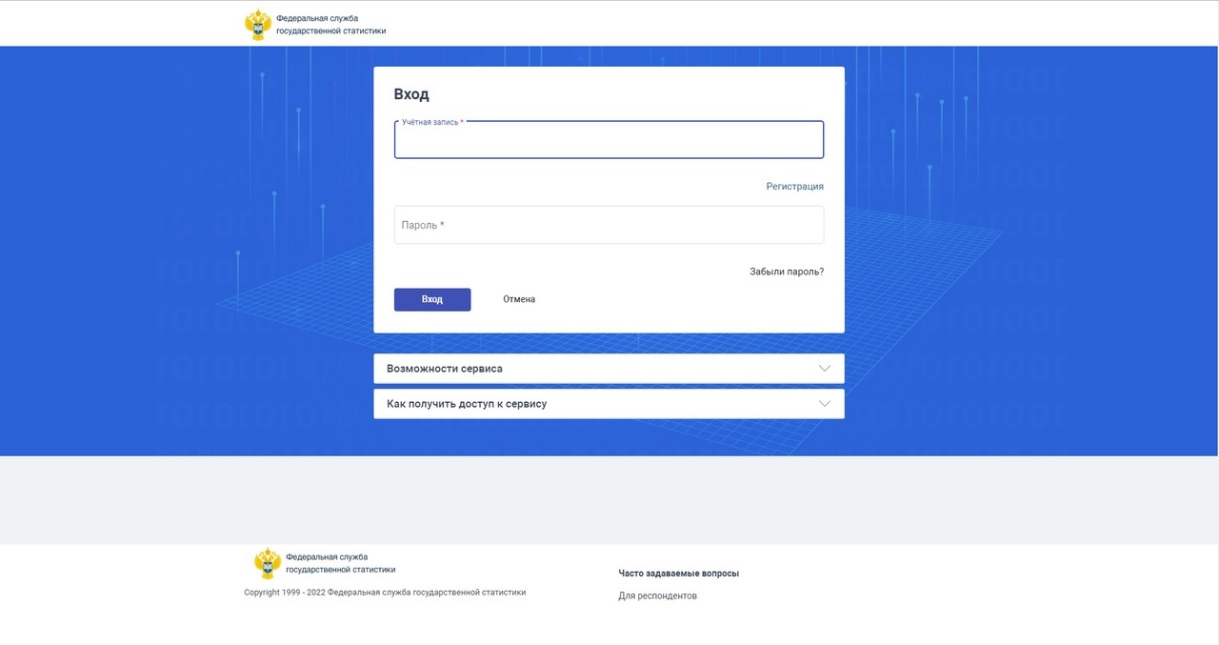 Федеральная служба
государственной статистики
Вход
Учётная запись *
Регистрация
Пароль *
Забыли пароль?
Вход
Отмена
Возможности сервиса
Как получить доступ к сервису
Федеральная служба
государственной статистики
Copyright 1999 - 2022 Федеральная служба государственной статистики
Часто задаваемые вопросы
Для респондентов